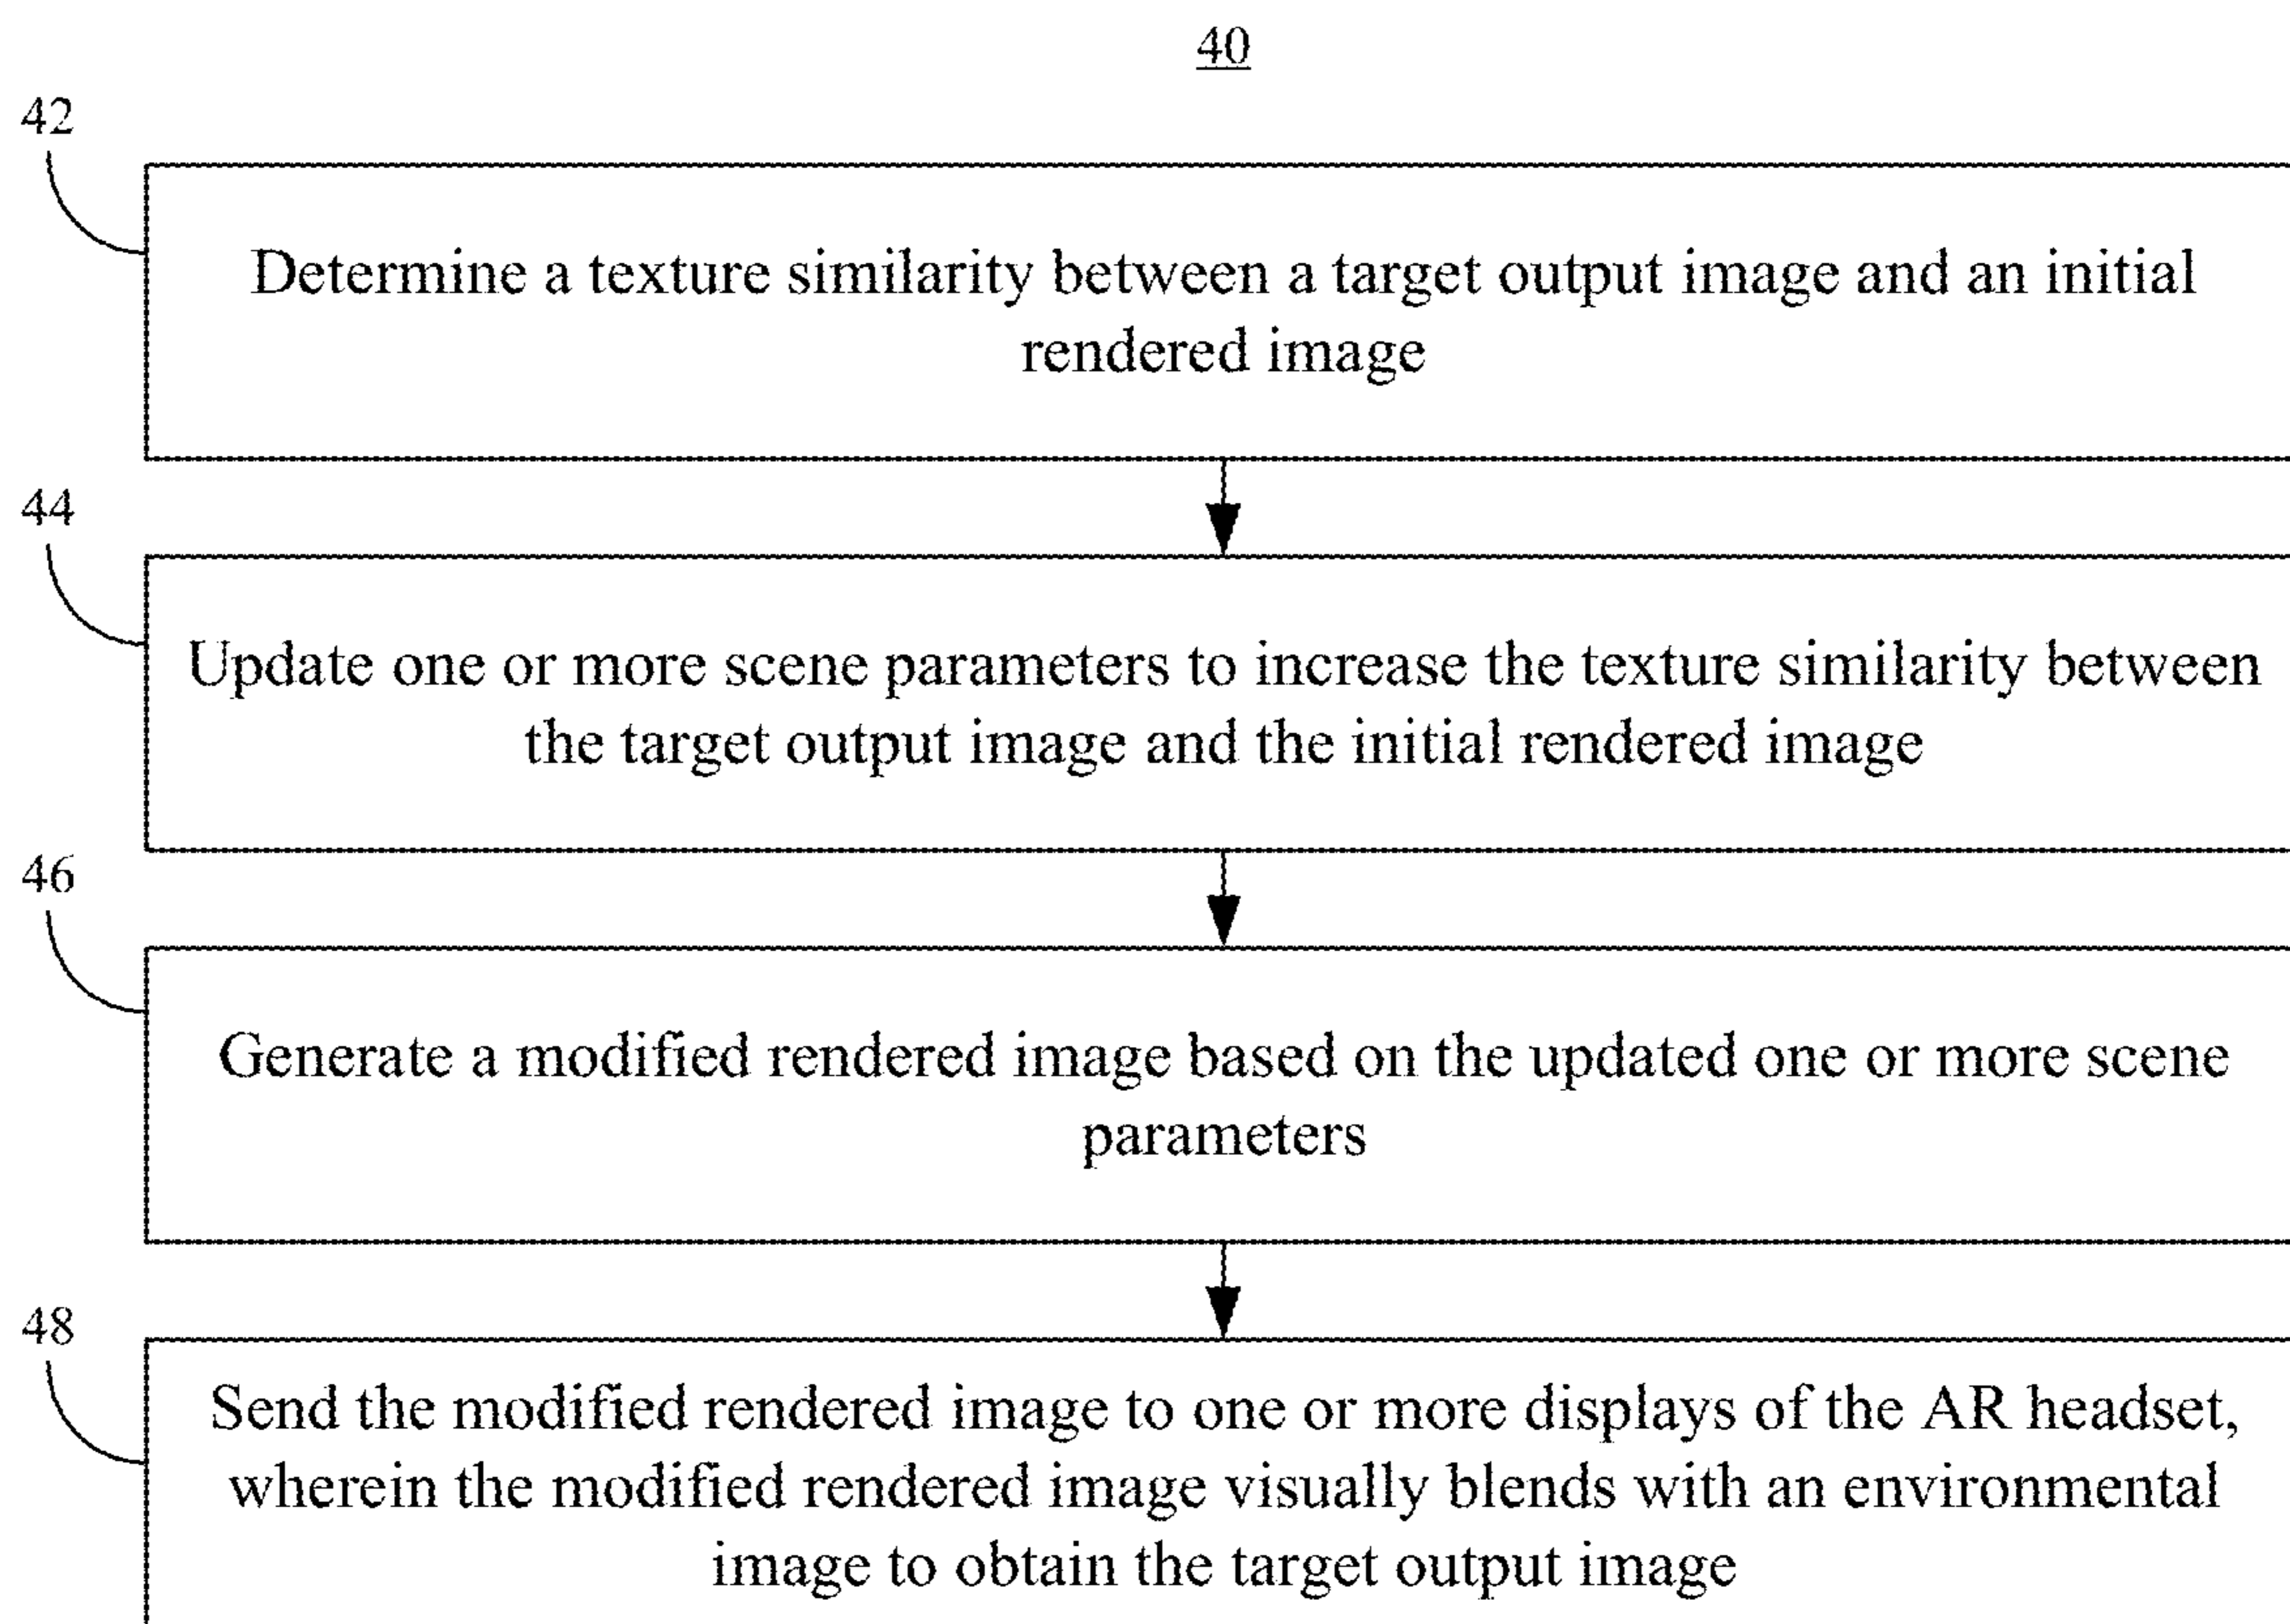 40
42
Determine a texture similarity between a target output image and an initial
rendered image
44
Update one or more scene parameters to increase the texture similarity between
the target output image and the initial rendered image
46
Generate a modified rendered image based on the updated one or more scene
parameters
48
Send the modified rendered image to one or more displays of the AR headset,
wherein the modified rendered image visually blends with an environmental
image to obtain the target output image